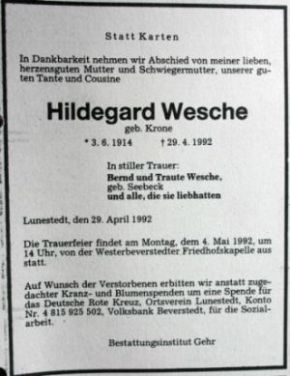 Statt Karten
In Dankbarkeit nehmen wir Abschied von meiner lieben,
herzensguten Mutter und Schwiegermutter, unserer gu-
ten Tante und Cousine
Hildegard Wesche
geb. Krone
* 3. 6. 1914 † 29. 4. 1992
In stiller Trauer:
Bernd und Traute Wesche,
geb. Seebeck
und alle, die sie liebhatten
Lunestedt, den 29. April 1992
Die Trauerfeier findet am Montag, dem 4. Mai 1992, um
14 Uhr, von der Westerbeverstedter Friedhofskapelle aus
statt.
Auf Wunsch der Verstorbenen erbitten wir anstatt zuge-
dachter Kranz- und Blumenspenden um eine Spende für
das Deutsche Rote Kreuz, Ortsverein Lunestedt, Konto
Nr. 4 815 925 502, Volksbank Beverstedt, für die Sozial-
arbeit.
Bestattungsinstitut Gehr